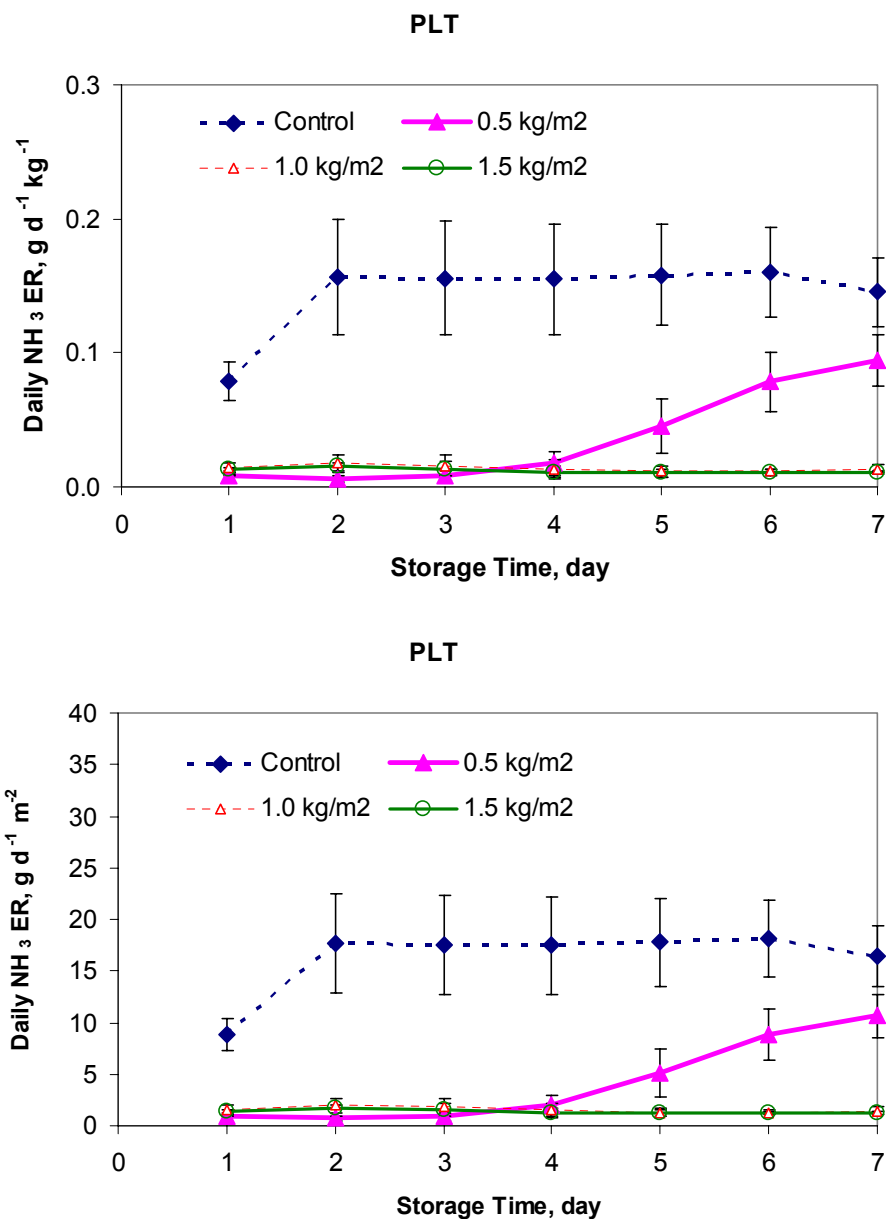 PLT
0.3
Control 0.5 kg/m2
1.0 kg/m2 1.5 kg/m2
0.2
0.1
0.0
0 1 2 3 4 5 6 7
Daily NH 3 ER, g d -1 kg -1
Storage Time, day
PLT
40
35
Control 0.5 kg/m2
30
1.0 kg/m2 1.5 kg/m2
25
20
15
10
5
0
0 1 2 3 4 5 6 7
Daily NH 3 ER, g d -1 m -2
Storage Time, day